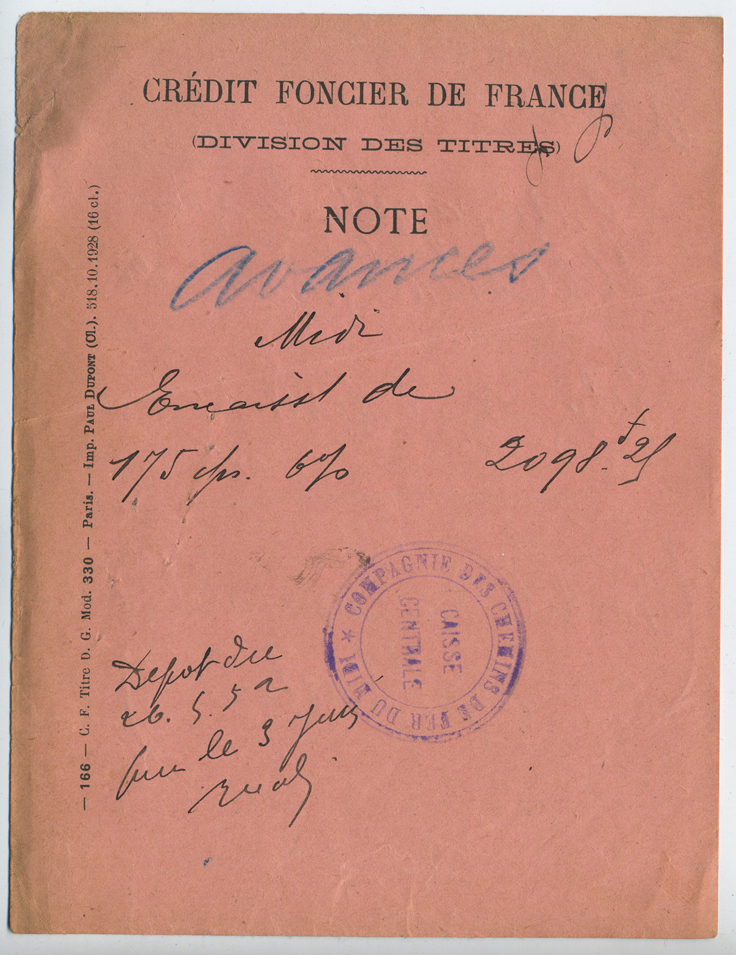 CRÉDIT FONCIER DE FRANCE
(DIVISION DES TITRES)
NOTE
avances
Midi
Encaisst de
175 cps. 6% 2098.f 25
Depot du
26. 5. 5
le 3 Juin
midi
COMPAGNIE DES CHEMINS DE FER DU MIDI *
CAISSE
CENTRALE
— 166 — C. F. Titre D. G. Mod. 330 — Paris. — Imp. PAUL DUPONT (Cl.). 518.10.1928 (16 cl.)